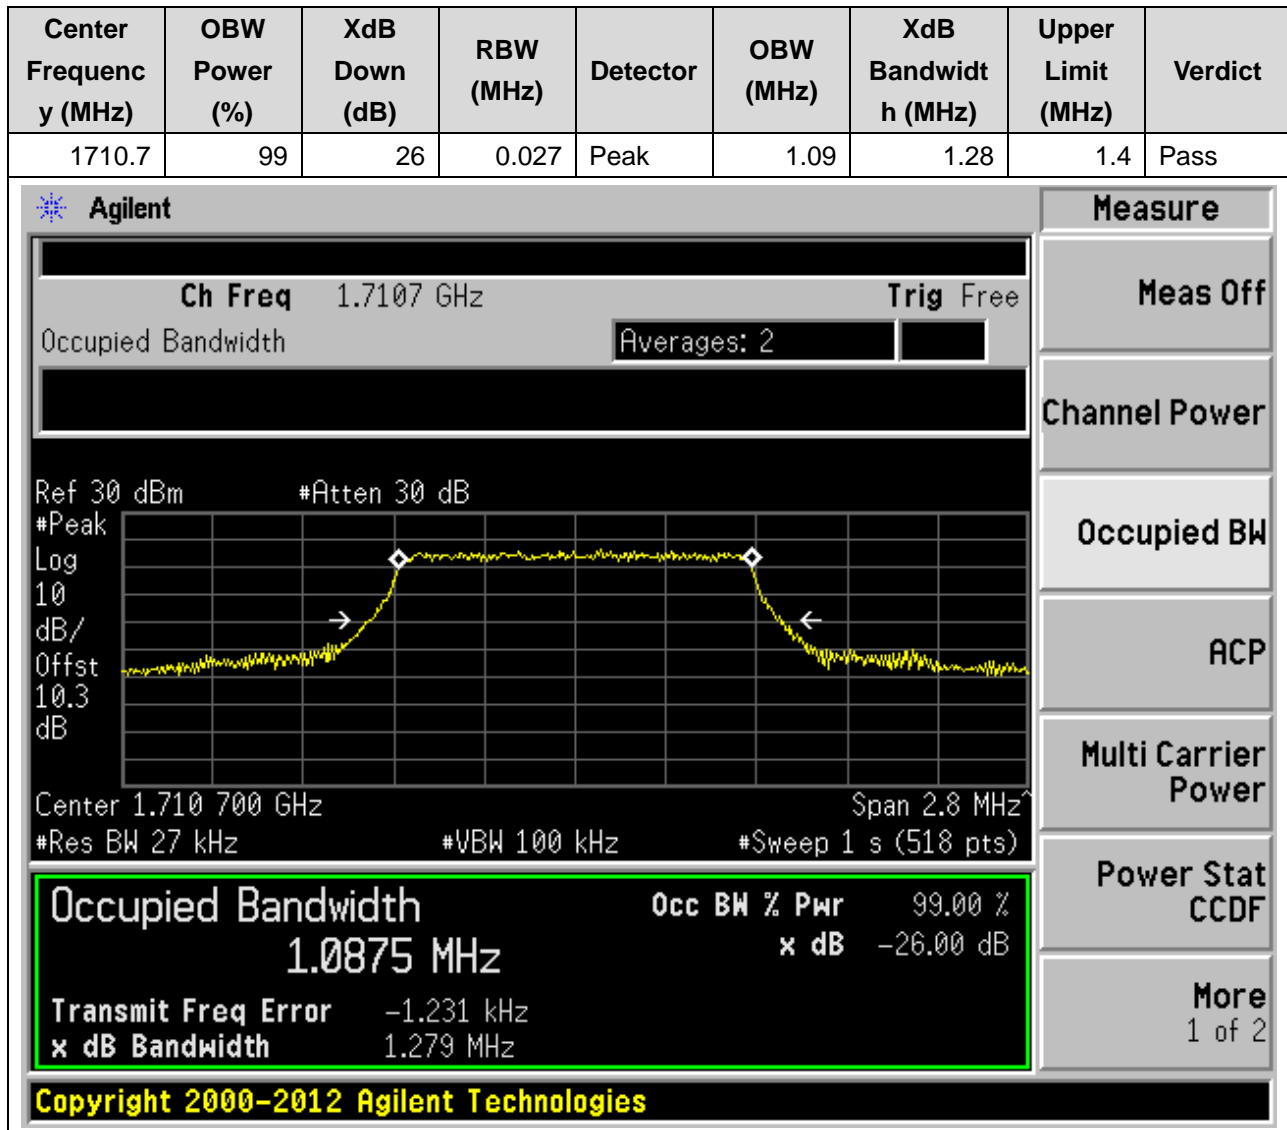 Center Frequenc y (MHz) OBW Power (%) XdB Down (dB) RBW (MHz) Detector OBW (MHz) XdB Bandwidt h (MHz) Upper Limit (MHz) Verdict
1710.7 99 26 0.027 Peak 1.09 1.28 1.4 Pass
Agilent
Ch Freq 1.7107 GHz Trig Free
Occupied Bandwidth Averages: 2
Ref 30 dBm #Atten 30 dB
#Peak
Log
10
dB/
Offst
10.3
dB
Center 1.710 700 GHz Span 2.8 MHz^
#Res BW 27 kHz #VBW 100 kHz #Sweep 1 s (518 pts)
Occupied Bandwidth Occ BW % Pwr 99.00 %
1.0875 MHz x dB -26.00 dB
Transmit Freq Error -1.231 kHz
x dB Bandwidth 1.279 MHz
Copyright 2000-2012 Agilent Technologies
Measure
Meas Off
Channel Power
Occupied BW
ACP
Multi Carrier
Power
Power Stat
CCDF
More
1 of 2